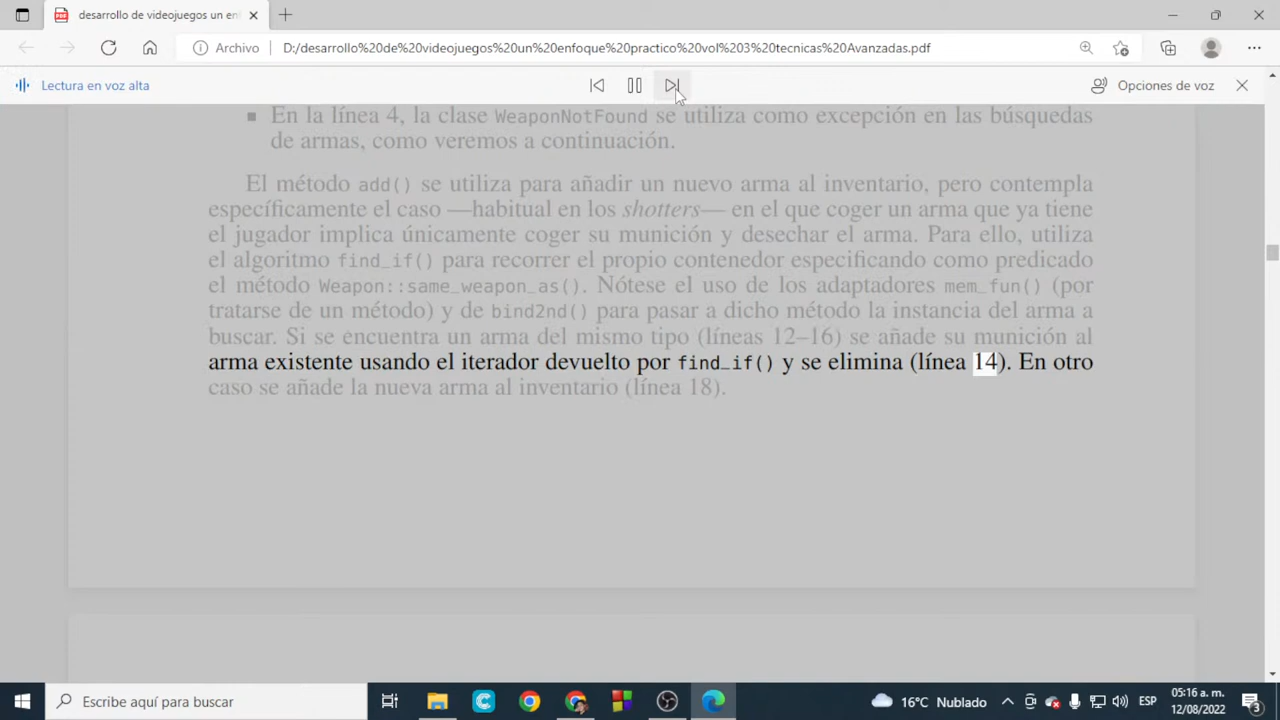 desarrollo de videojuegos un en
Archivo
D:/desarrollo%20de%20videojuegos%20un%20enfoque%20practico%20vol%203%20tecnicas%20Avanzadas.pdf
Lectura en voz alta
Opciones de voz
■ En la línea 4, la clase WeaponNotFound se utiliza como excepción en las búsquedas
de armas, como veremos a continuación.
El método add() se utiliza para añadir un nuevo arma al inventario, pero contempla
específicamente el caso —habitual en los shotters— en el que coger un arma que ya tiene
el jugador implica únicamente coger su munición y desechar el arma. Para ello, utiliza
el algoritmo find_if() para recorrer el propio contenedor especificando como predicado
el método Weapon::same_weapon_as(). Nótese el uso de los adaptadores mem_fun() (por
tratarse de un método) y de bind2nd() para pasar a dicho método la instancia del arma a
buscar. Si se encuentra un arma del mismo tipo (líneas 12–16) se añade su munición al
arma existente usando el iterador devuelto por find_if() y se elimina (línea 14). En otro
caso se añade la nueva arma al inventario (línea 18).
Escribe aquí para buscar
16°C Nublado
ESP
05:16 a. m.
12/08/2022
3